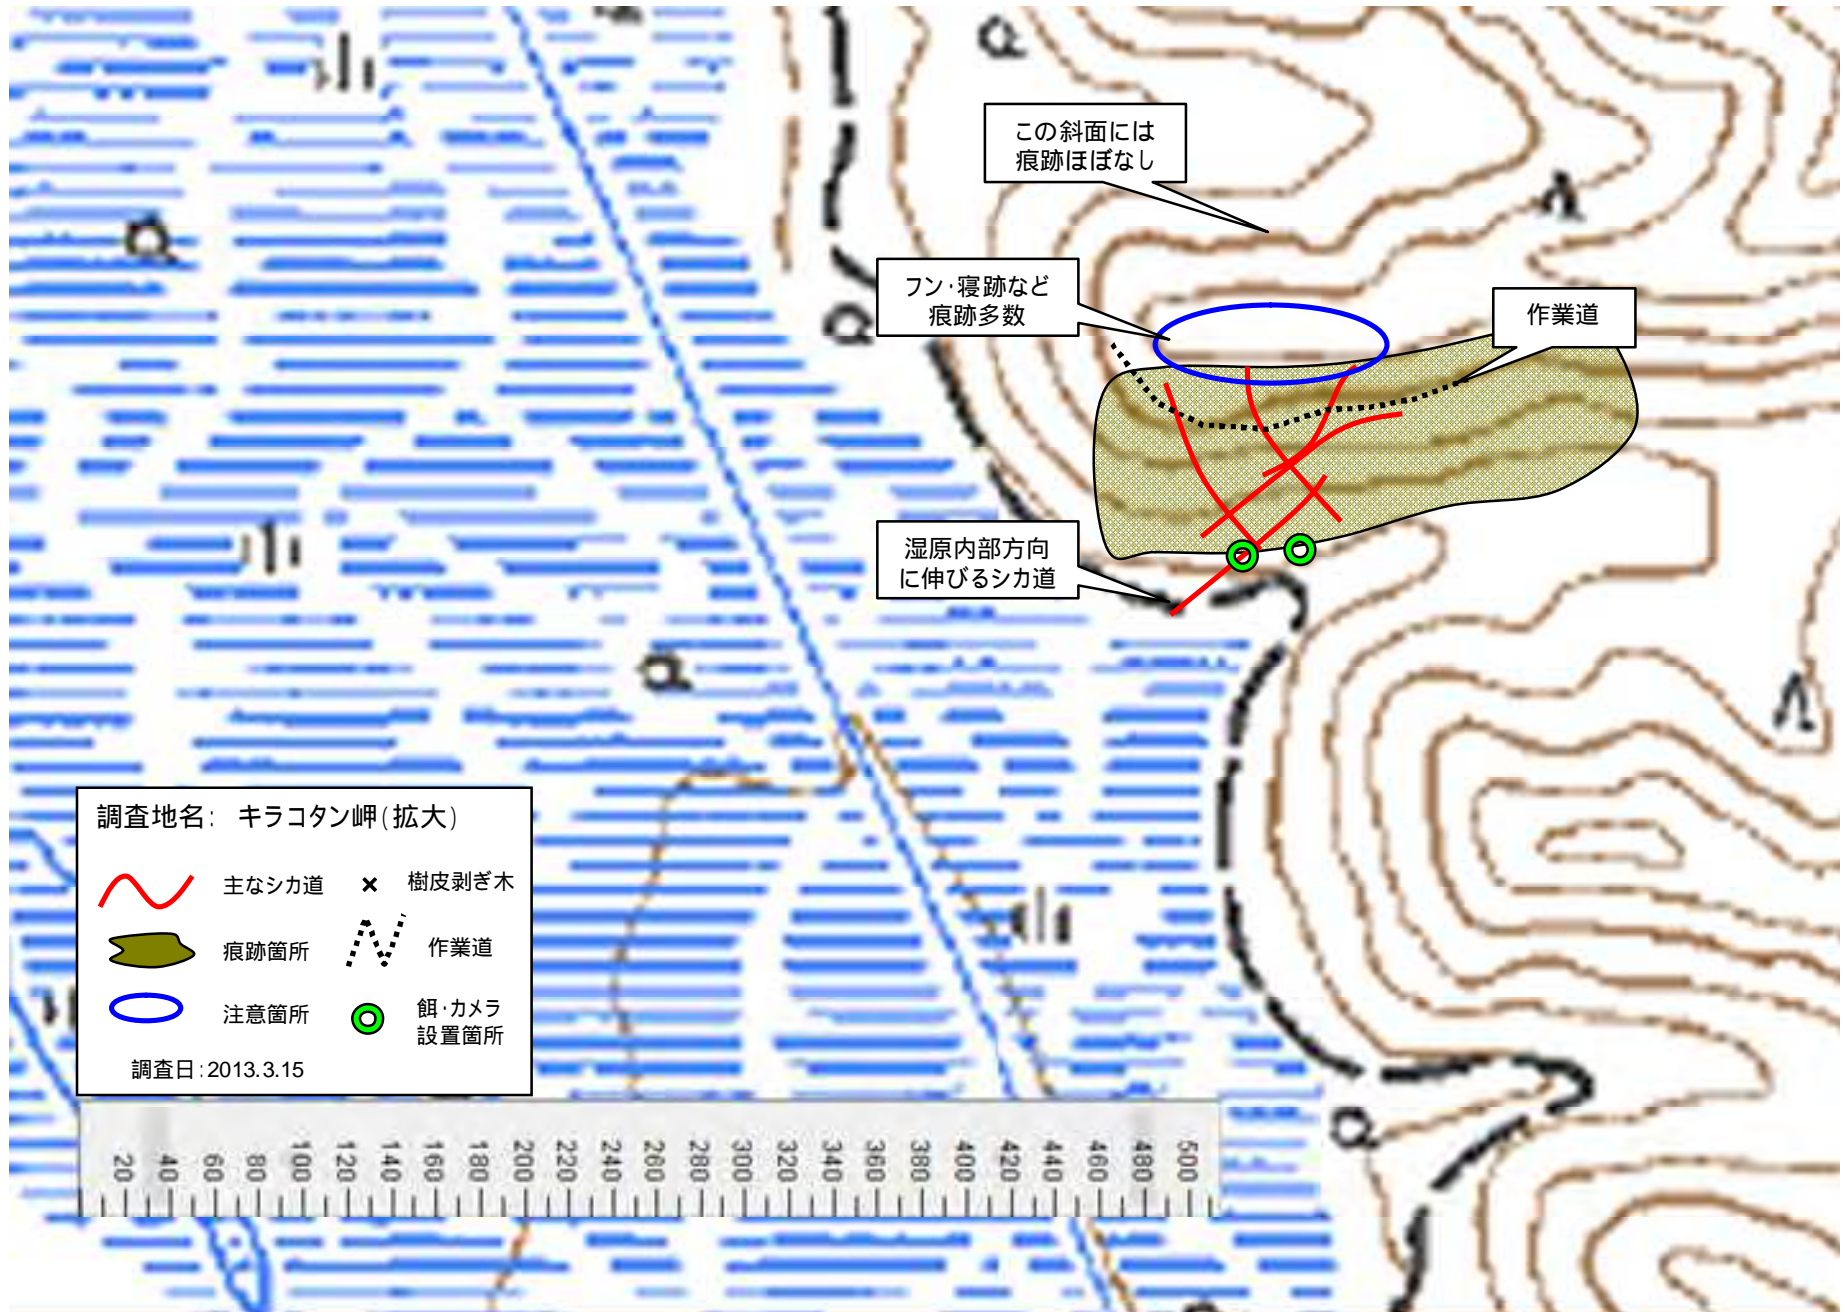 この斜面には
痕跡ほぼなし
フン・寝跡など
痕跡多数
作業道
湿原内部方向
に伸びるシカ道
調査地名: キラコタン岬(拡大)
主なシカ道
樹皮剥ぎ木
痕跡箇所
作業道
注意箇所
餌・カメラ
設置箇所
調査日:2013.3.15
20 40 60 80 100 120 140 160 180 200 220 240 260 280 300 320 340 360 380 400 420 440 460 480 500